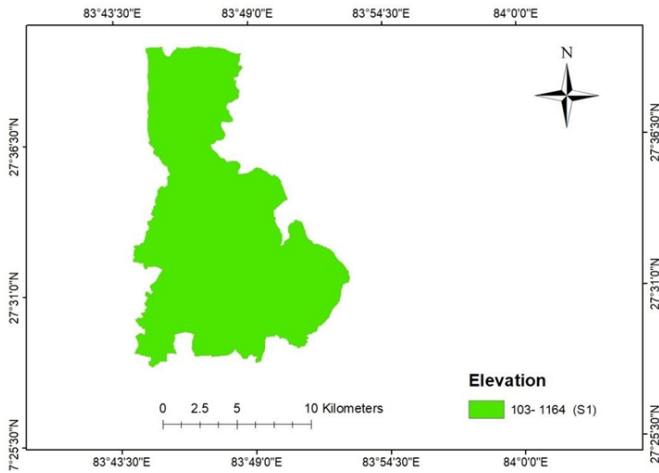 83°43'30"E 83°49'0"E 83°54'30"E 84°0'0"E
N
27°36'30"N
27°36'30"N
27°31'0"N
27°31'0"N
Elevation
103- 1164 (S1)
0 2.5 5 10 Kilometers
7°25'30"N
27°25'30"N
83°43'30"E 83°49'0"E 83°54'30"E 84°0'0"E